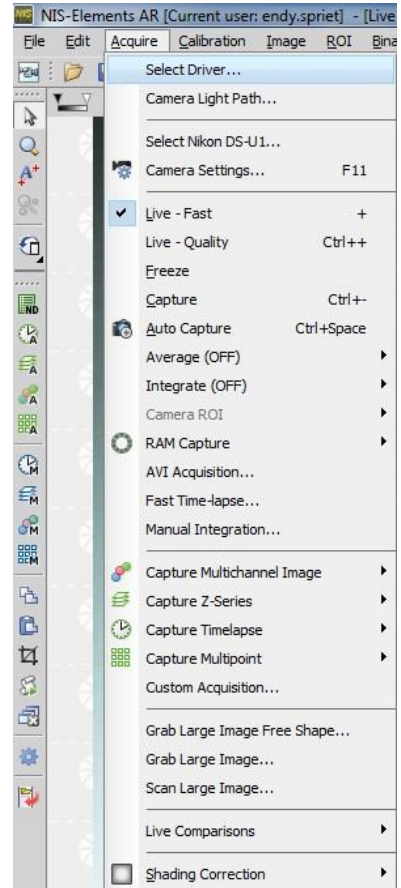 NIS-Elements AR [Current user: endy.spriet] - [Live
File Edit Acquire Calibration Image ROI Bina
Select Driver...
Camera Light Path...
Select Nikon DS-U1...
Camera Settings... F11
Live - Fast +
Live - Quality Ctrl++
Freeze
Capture Ctrl+-
Auto Capture Ctrl+Space
Average (OFF)
Integrate (OFF)
Camera ROI
RAM Capture
AVI Acquisition...
Fast Time-lapse...
Manual Integration...
Capture Multichannel Image
Capture Z-Series
Capture Timelapse
Capture Multipoint
Custom Acquisition...
Grab Large Image Free Shape...
Grab Large Image...
Scan Large Image...
Live Comparisons
Shading Correction